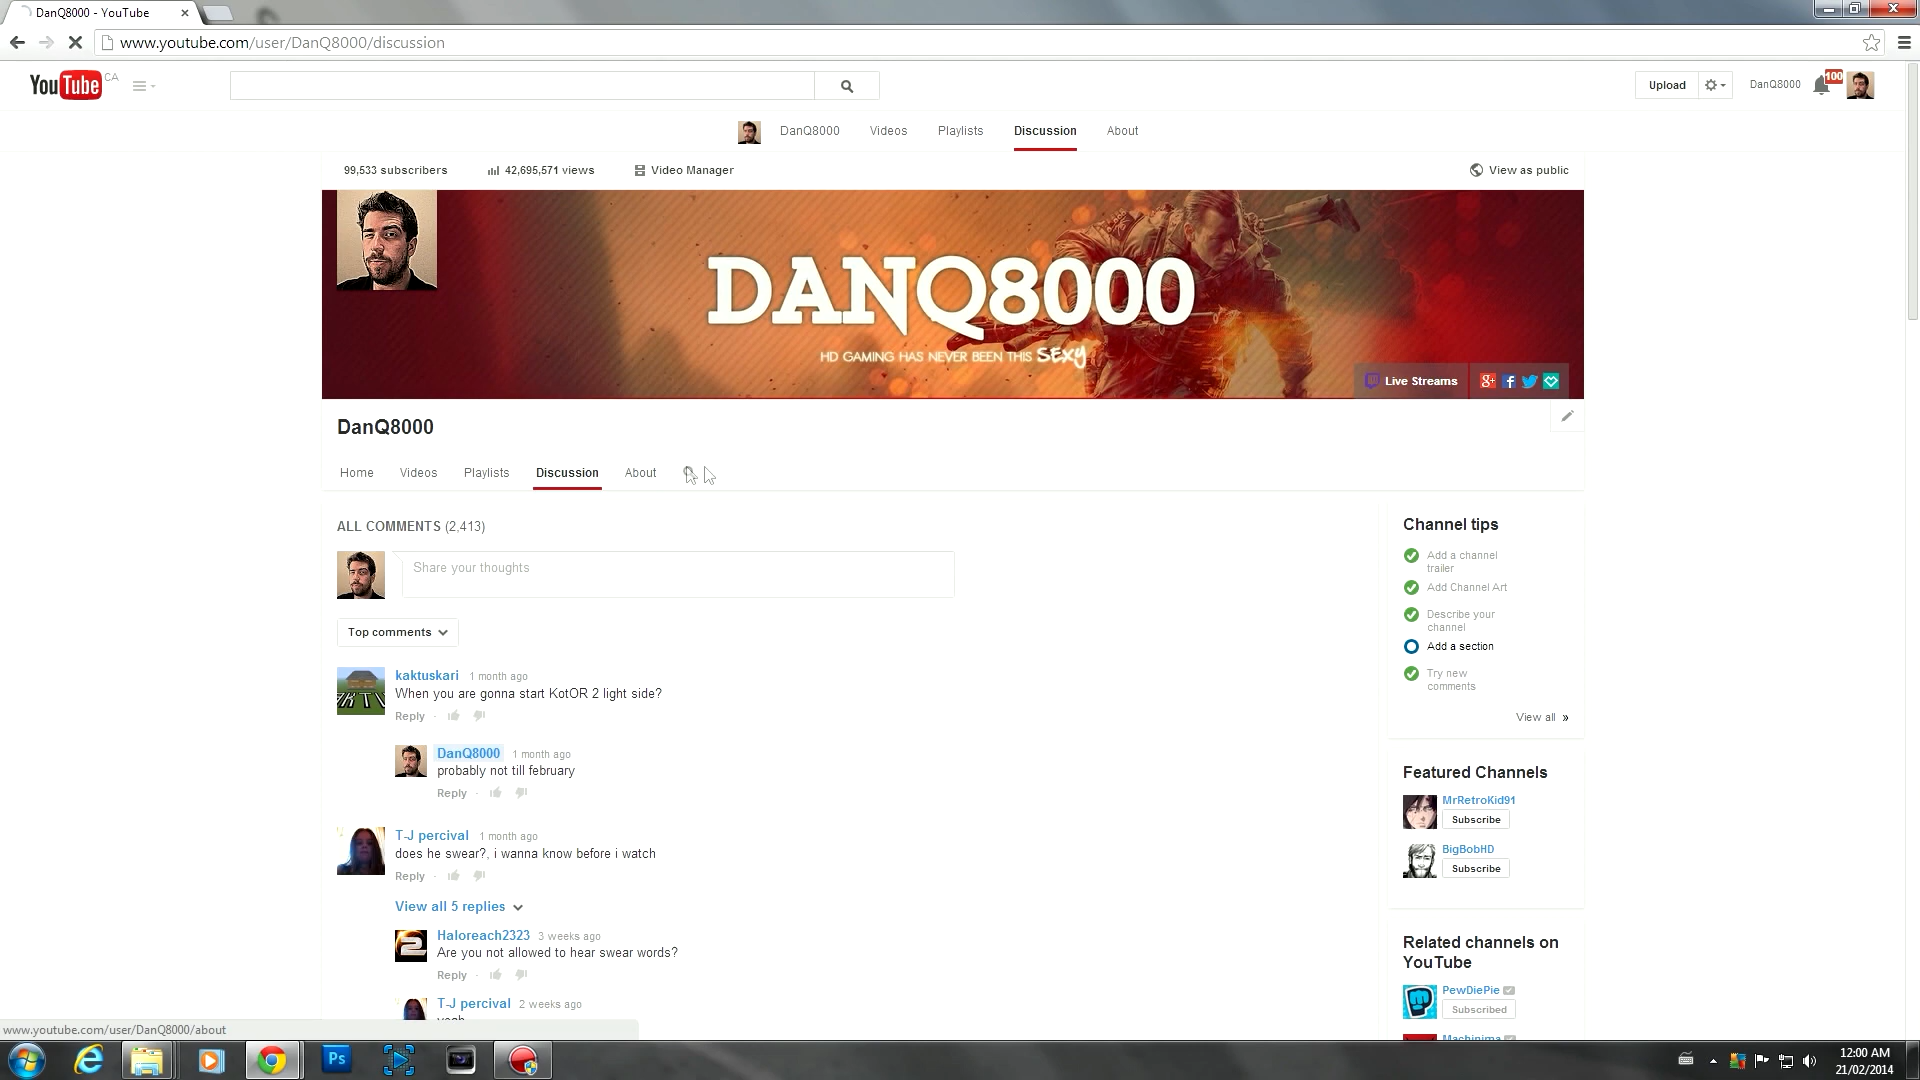 DanQ8000 - YouTube
www.youtube.com/user/DanQ8000/discussion
YouTube CA
Upload
DanQ8000
100
DanQ8000 Videos Playlists Discussion About
99,533 subscribers 42,695,571 views Video Manager View as public
DANQ8000
HD GAMING HAS NEVER BEEN THIS SEXY
Live Streams
DanQ8000
Home Videos Playlists Discussion About
ALL COMMENTS (2,413)
Share your thoughts
Top comments
kaktuskari 1 month ago
When you are gonna start KotOR 2 light side?
Reply
DanQ8000 1 month ago
probably not till february
Reply
T-J percival 1 month ago
does he swear?, i wanna know before i watch
Reply
View all 5 replies
Haloreach2323 3 weeks ago
Are you not allowed to hear swear words?
Reply
T-J percival 2 weeks ago
yeah
Channel tips
Add a channel
trailer
Add Channel Art
Describe your
channel
Add a section
Try new
comments
View all »
Featured Channels
MrRetroKid91
Subscribe
BigBobHD
Subscribe
Related channels on
YouTube
PewDiePie
Subscribed
Machinima
www.youtube.com/user/DanQ8000/about
Ps
12:00 AM
21/02/2014